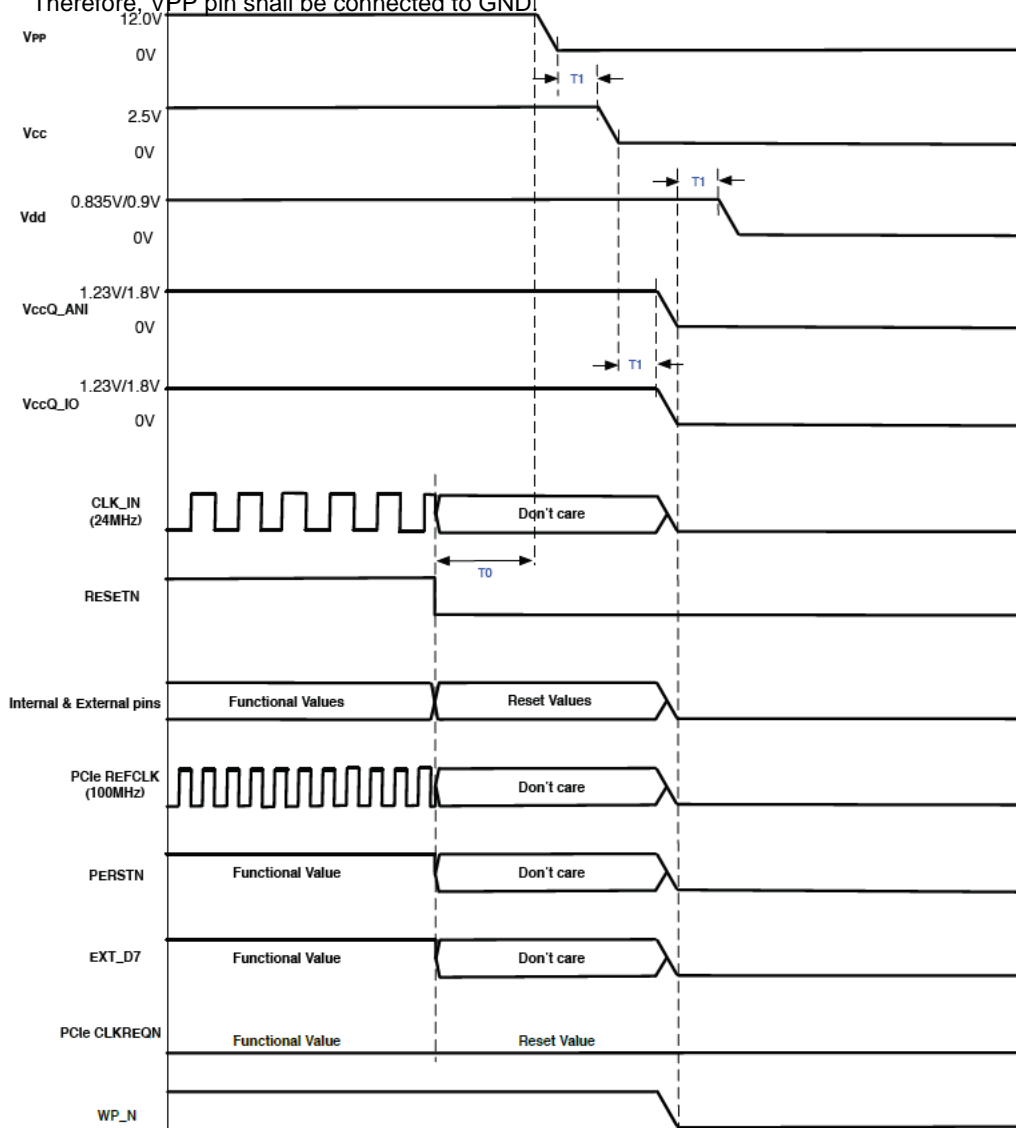 Therefore, VPP pin shall be connected to GND.
VPP
12.0V
0V
T1
Vcc
2.5V
0V
T1
Vdd
0.835V/0.9V
0V
VccQ_ANI
1.23V/1.8V
0V
T1
VccQ_IO
1.23V/1.8V
0V
CLK_IN
(24MHz)
Don't care
T0
RESETN
Internal & External pins
Functional Values
Reset Values
PCIe REFCLK
(100MHz)
Don't care
PERSTN
Functional Value
Don't care
EXT_D7
Functional Value
Don't care
PCIe CLKREQN
Functional Value
Reset Value
WP_N